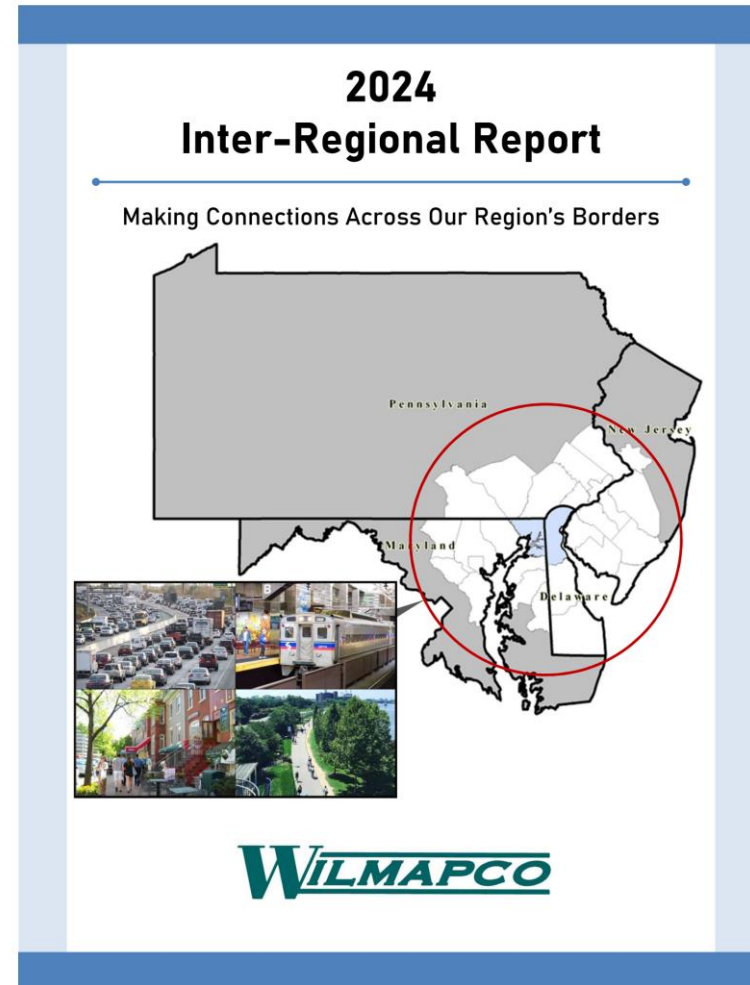 2024
Inter-Regional Report
Making Connections Across Our Region's Borders
Pennsylvania
New Jersey
Maryland
Delaware
WILMAPCO